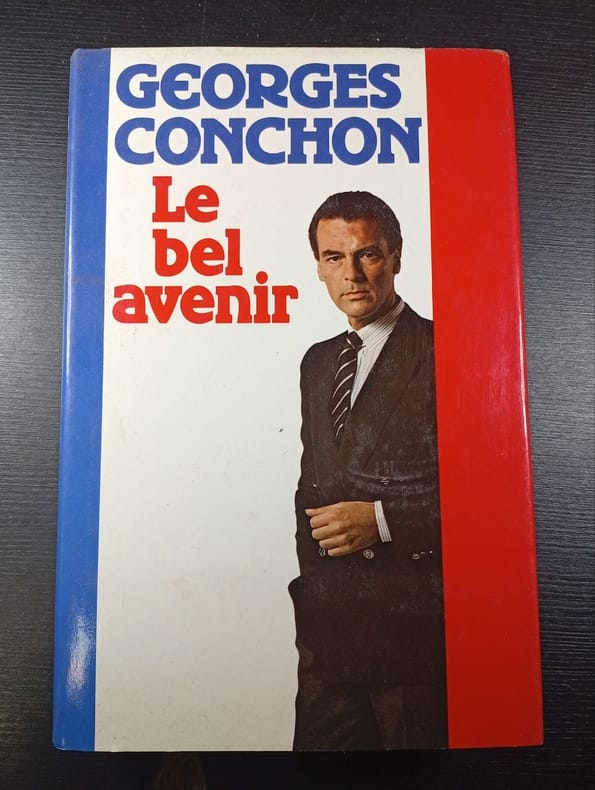 GEORGES
CONCHON
Le
bel
avenir